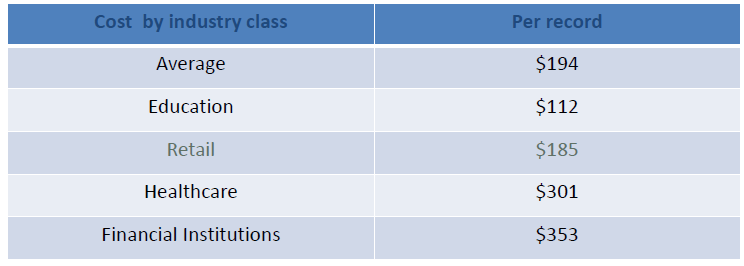 Cost by industry class Per record
Average $194
Education $112
Retail $185
Healthcare $301
Financial Institutions $353